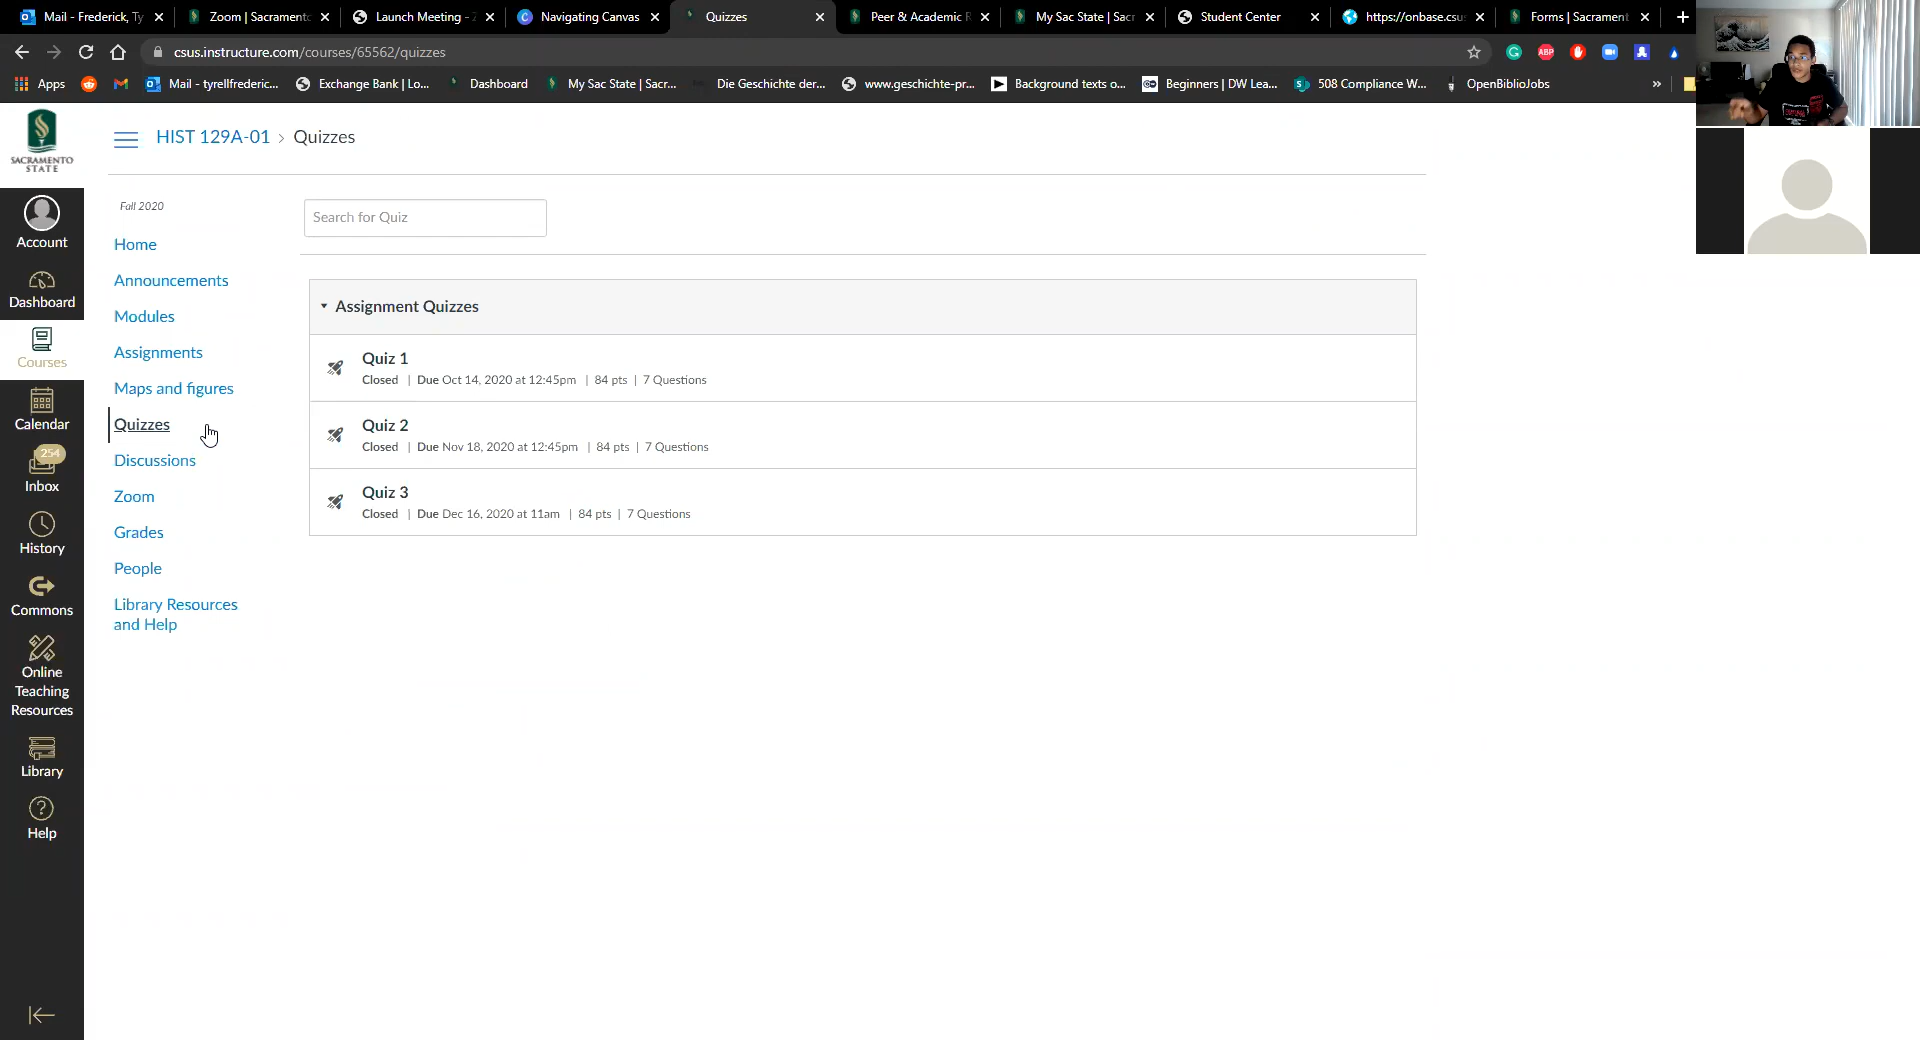 Mail - Frederick, Ty
Zoom | Sacramento
Launch Meeting -
Navigating Canvas
Quizzes
Peer & Academic R
My Sac State | Sac
Student Center
https://onbase.csus
Forms | Sacrament
csus.instructure.com/courses/65562/quizzes
ABP
Apps
Mail - tyrellfrederic...
Exchange Bank | Lo...
Dashboard
My Sac State | Sacr...
Die Geschichte der...
www.geschichte-pr...
Background texts o...
Beginners | DW Lea...
508 Compliance W...
OpenBiblioJobs
»
SACRAMENTO
STATE
HIST 129A-01 › Quizzes
Account
Dashboard
Courses
Calendar
254
Inbox
History
Commons
Online
Teaching
Resources
Library
Help
Fall 2020
Home
Announcements
Modules
Assignments
Maps and figures
Quizzes
Discussions
Zoom
Grades
People
Library Resources
and Help
Search for Quiz
Assignment Quizzes
Quiz 1
Closed | Due Oct 14, 2020 at 12:45pm | 84 pts | 7 Questions
Quiz 2
Closed | Due Nov 18, 2020 at 12:45pm | 84 pts | 7 Questions
Quiz 3
Closed | Due Dec 16, 2020 at 11am | 84 pts | 7 Questions